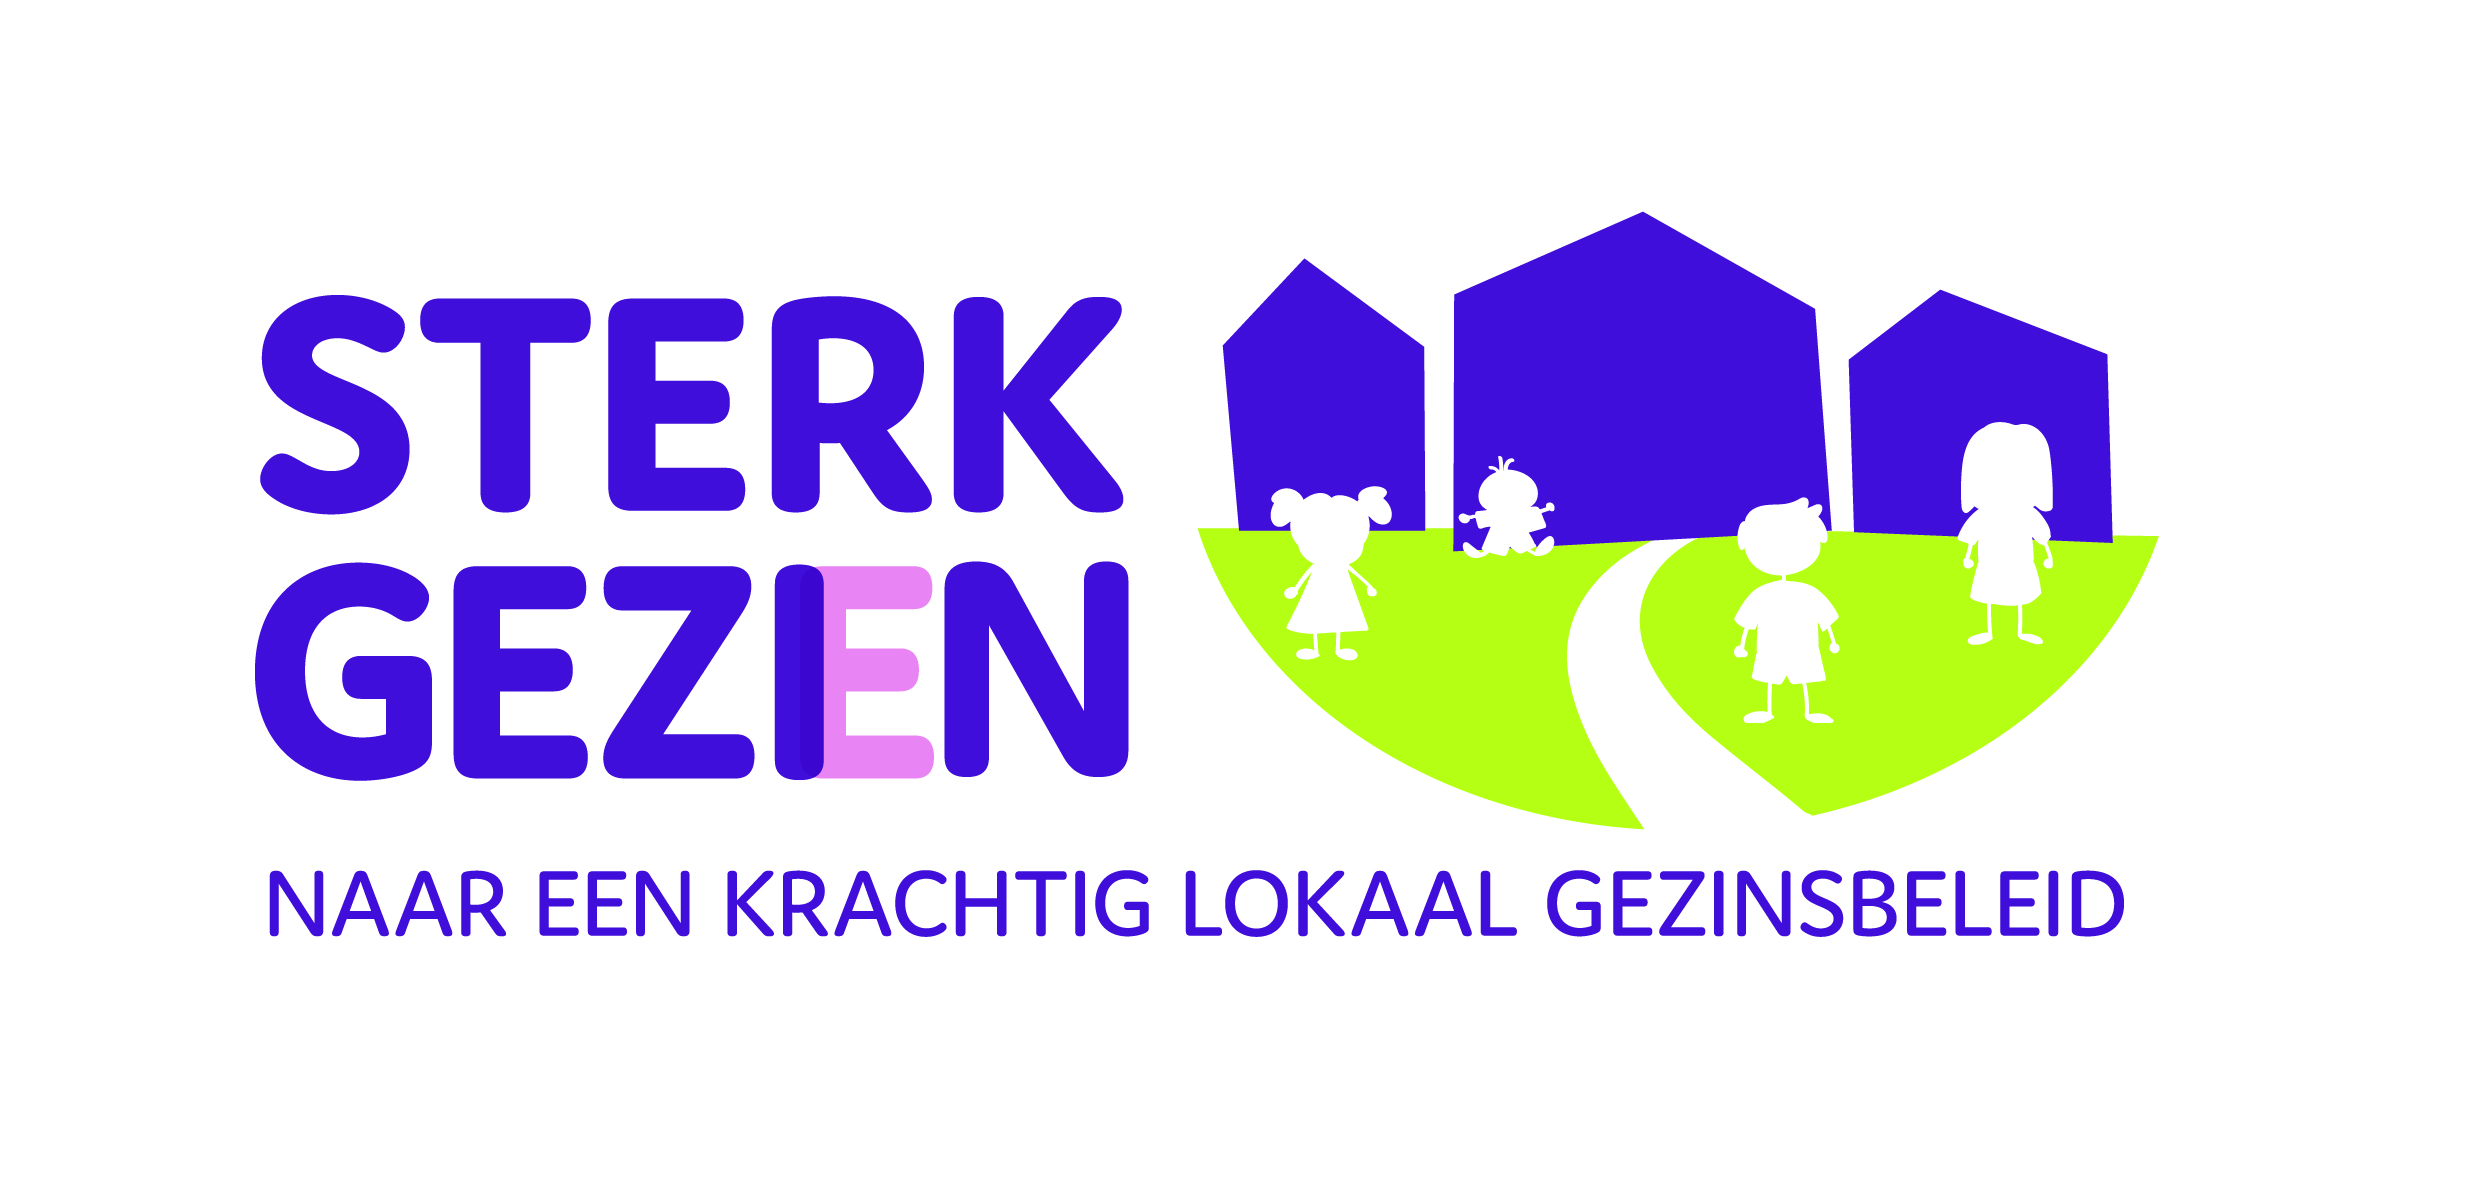 STERK
GEZIEN
NAAR EEN KRACHTIG LOKAAL GEZINSBELEID